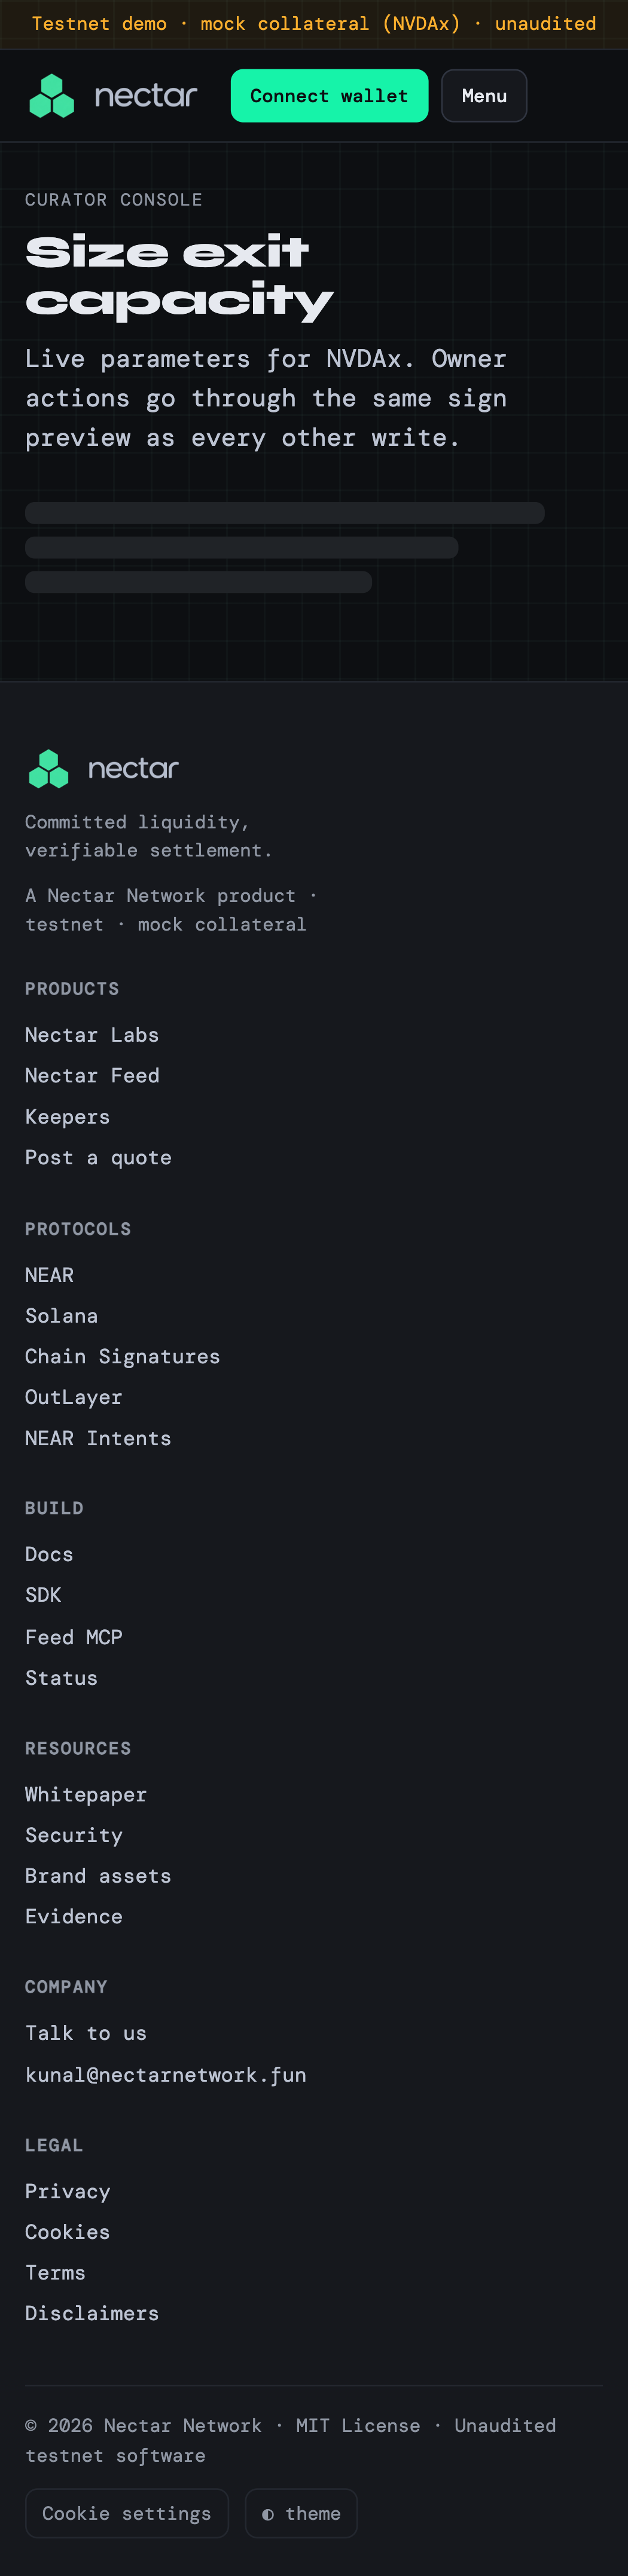 Testnet demo · mock collateral (NVDAx) · unaudited
nectar
Connect wallet
Menu
CURATOR CONSOLE
Size exit
capacity
Live parameters for NVDAx. Owner
actions go through the same sign
preview as every other write.
nectar
Committed liquidity,
verifiable settlement.
A Nectar Network product ·
testnet · mock collateral
PRODUCTS
Nectar Labs
Nectar Feed
Keepers
Post a quote
PROTOCOLS
NEAR
Solana
Chain Signatures
OutLayer
NEAR Intents
BUILD
Docs
SDK
Feed MCP
Status
RESOURCES
Whitepaper
Security
Brand assets
Evidence
COMPANY
Talk to us
kunal@nectarnetwork.fun
LEGAL
Privacy
Cookies
Terms
Disclaimers
© 2026 Nectar Network · MIT License · Unaudited
testnet software
Cookie settings
◐ theme